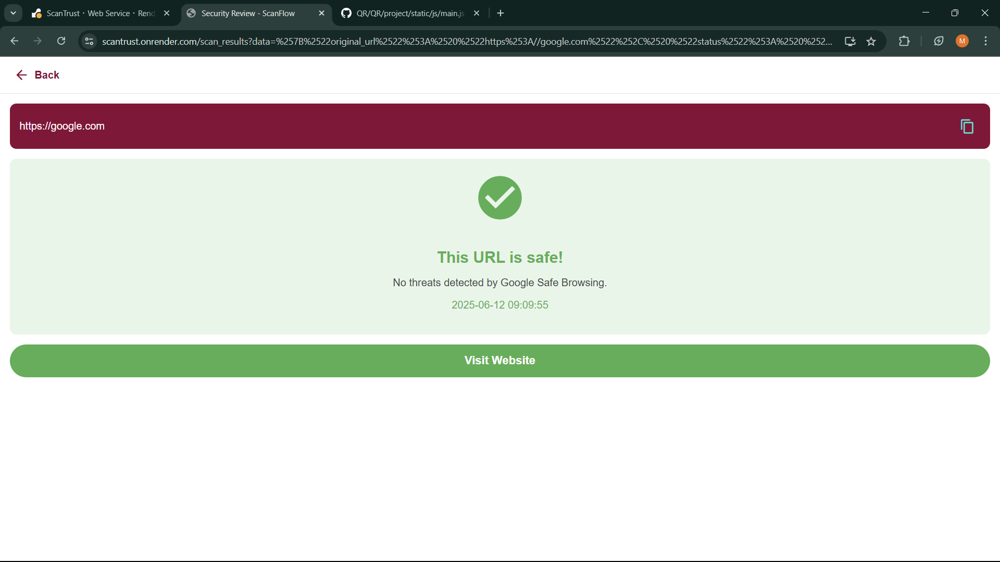 ScanTrust · Web Service · Rend
Security Review - ScanFlow
QR/QR/project/static/js/main.js
scantrust.onrender.com/scan_results?data=%257B%2522original_url%2522%253A%2520%2522https%253A//google.com%2522%252C%2520%2522status%2522%253A%2520%252...
M
Back
https://google.com
This URL is safe!
No threats detected by Google Safe Browsing.
2025-06-12 09:09:55
Visit Website